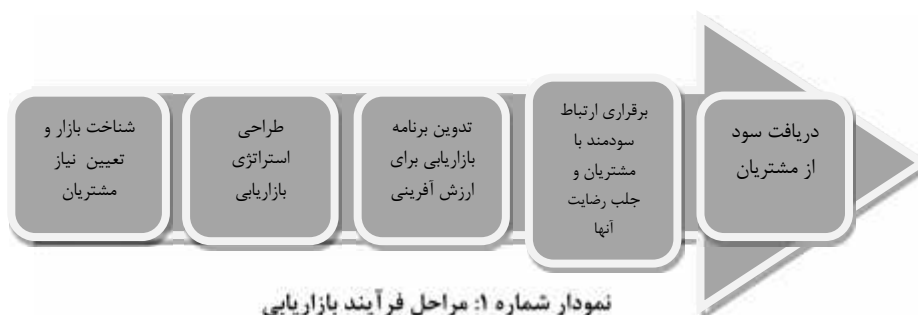 شناخت بازار و
تعیین نیاز
مشتریان
طراحی
استراتژی
بازاریابی
تدوین برنامه
بازاریابی برای
ارزش آفرینی
برقراری ارتباط
سودمند با
مشتریان و
جلب رضایت
آنها
دریافت سود
از مشتریان
نمودار شماره ۱: مراحل فرآیند بازاریابی